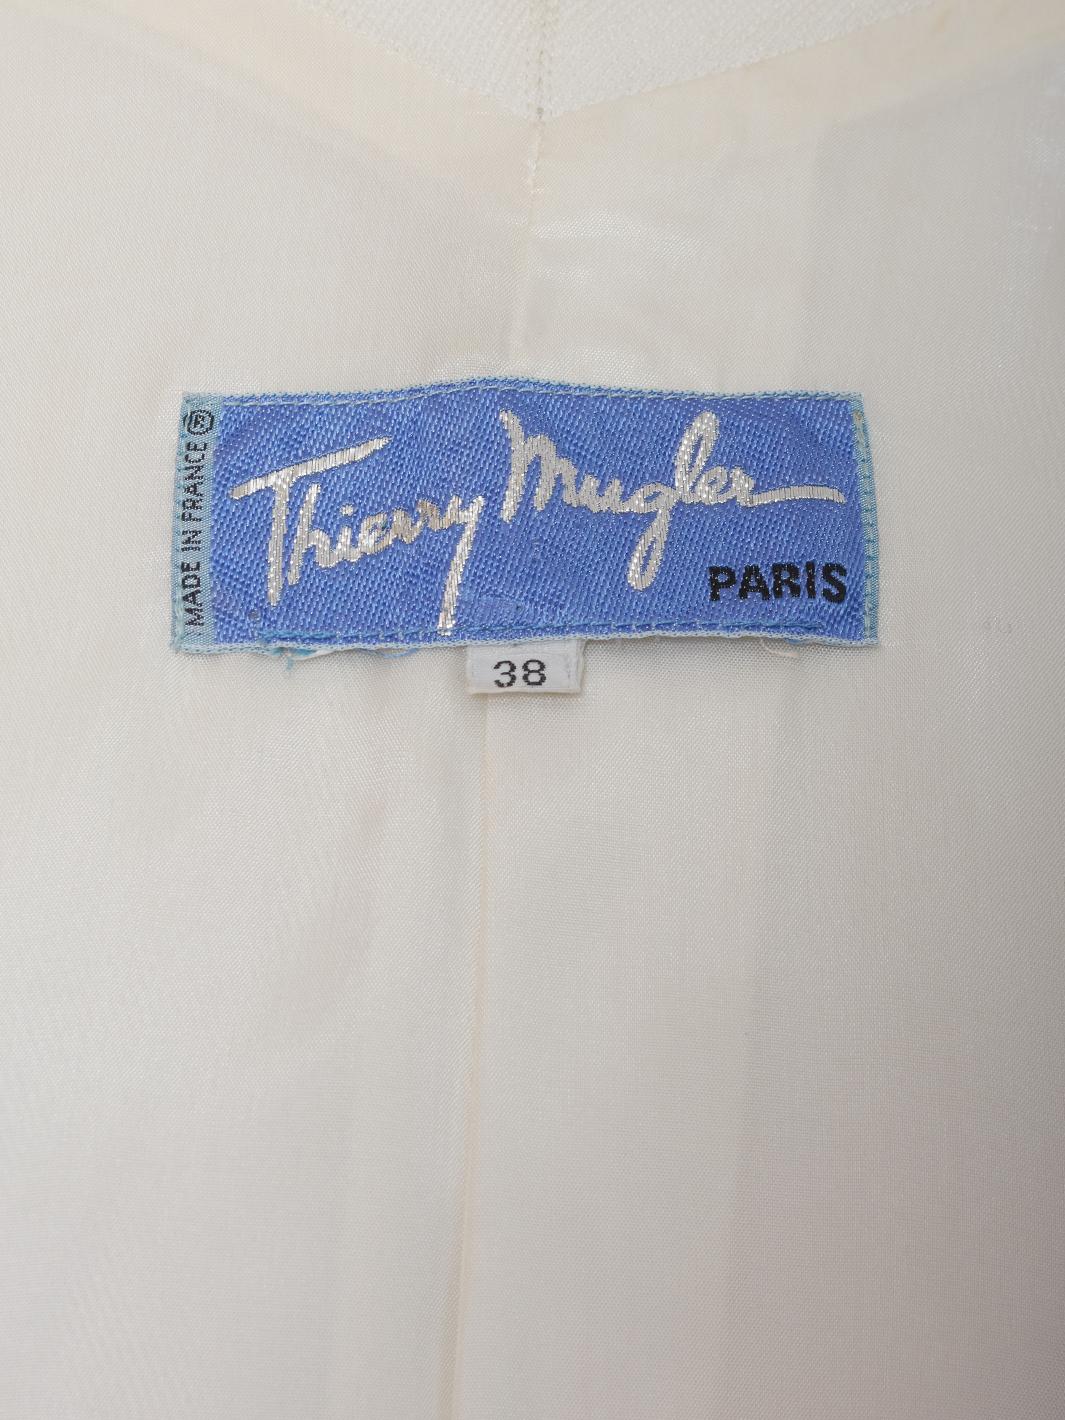 MADE IN FRANCE ®
Thierry Mugler
PARIS
38